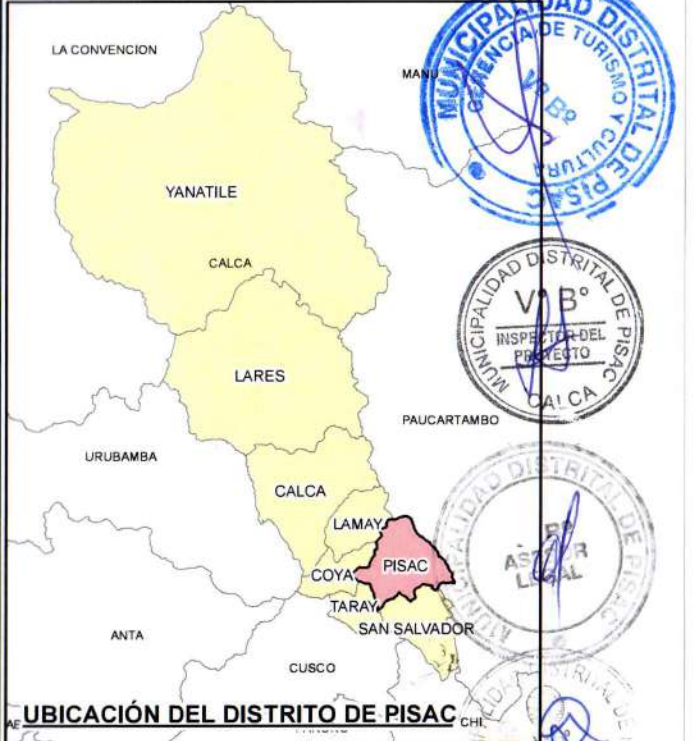 LA CONVENCION
MANU
MUNICIPALIDAD DISTRITAL DE PISAC
GERENCIA DE TURISMO Y CULTURA
Vº Bº
YANATILE
CALCA
MUNICIPALIDAD DISTRITAL DE PISAC
Vº Bº
INSPECTOR DEL
PROYECTO
CALCA
LARES
PAUCARTAMBO
URUBAMBA
CALCA
LAMAY
MUNICIPALIDAD DISTRITAL DE PISAC
LEGAL
COYA
PISAC
TARAY
SAN SALVADOR
ANTA
CUSCO
UBICACIÓN DEL DISTRITO DE PISAC